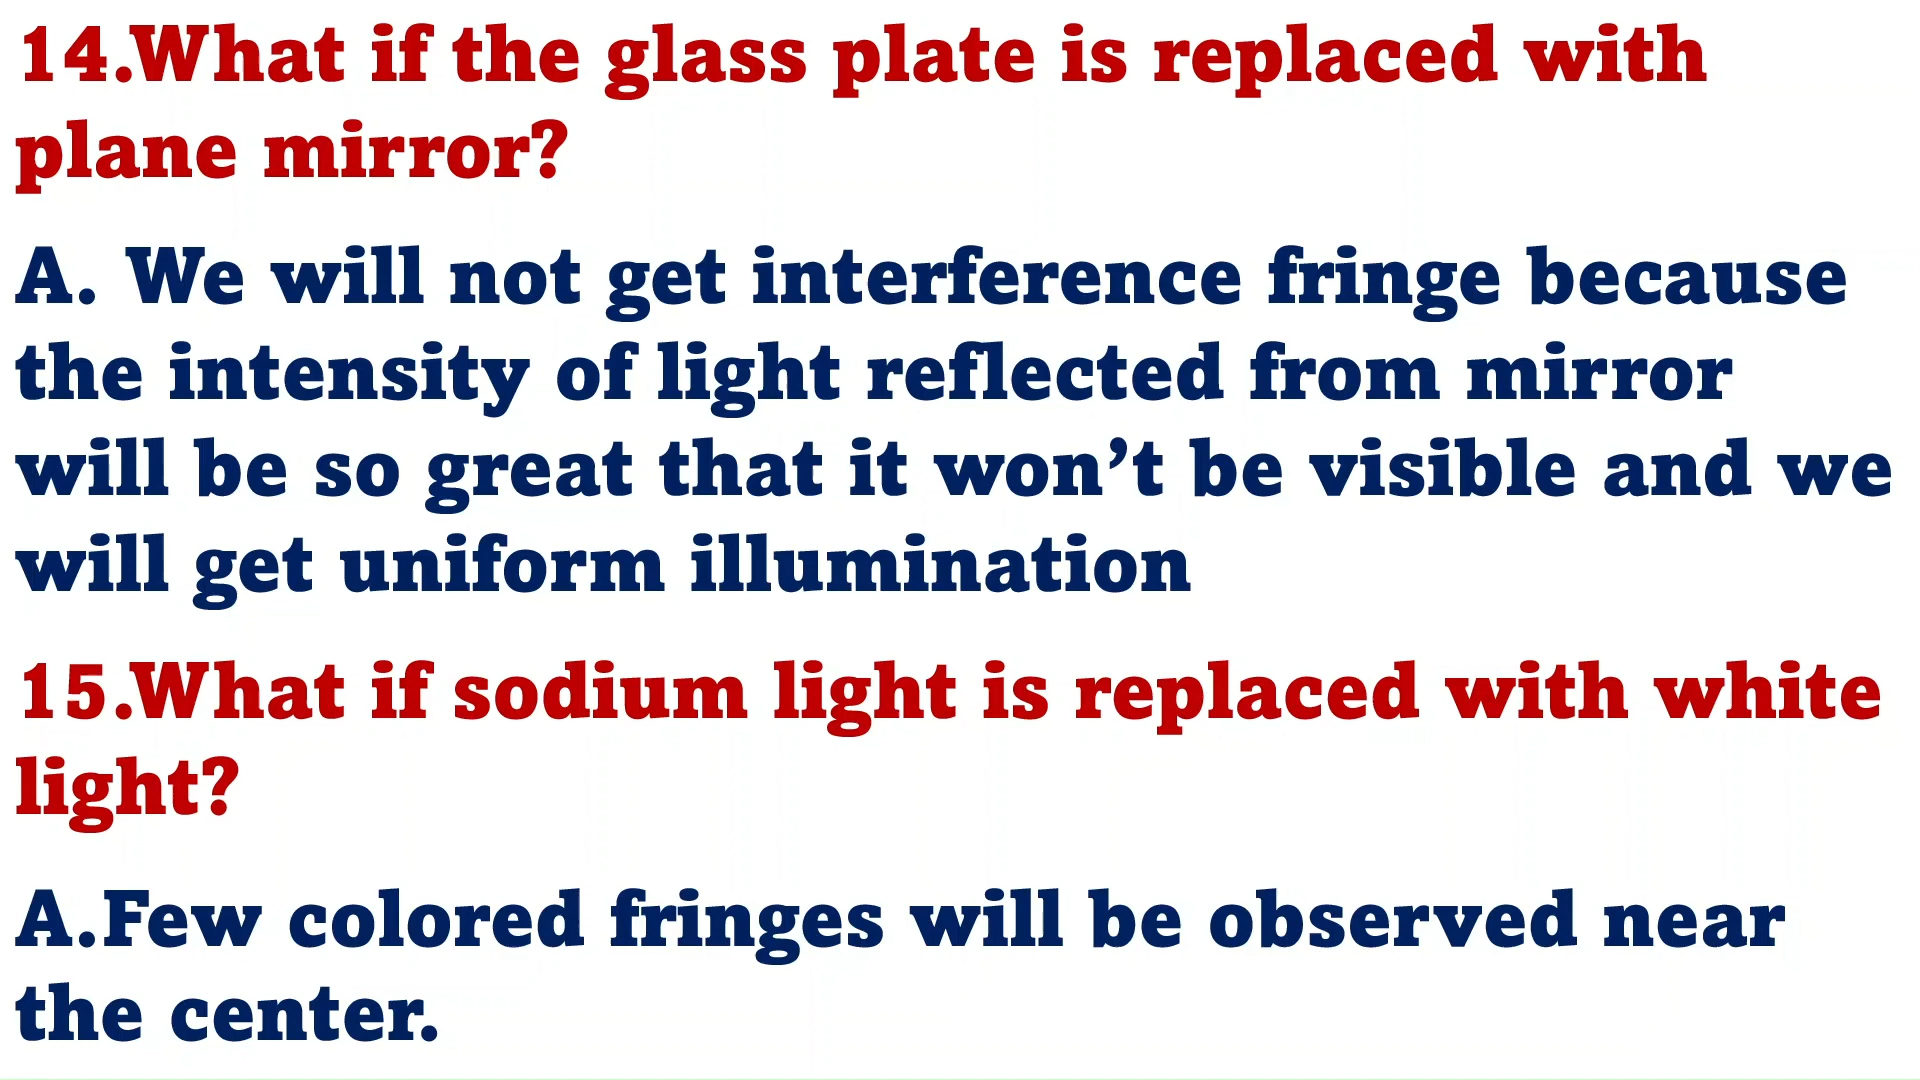 14.What if the glass plate is replaced with
plane mirror?
A. We will not get interference fringe because
the intensity of light reflected from mirror
will be so great that it won’t be visible and we
will get uniform illumination
15.What if sodium light is replaced with white
light?
A.Few colored fringes will be observed near
the center.